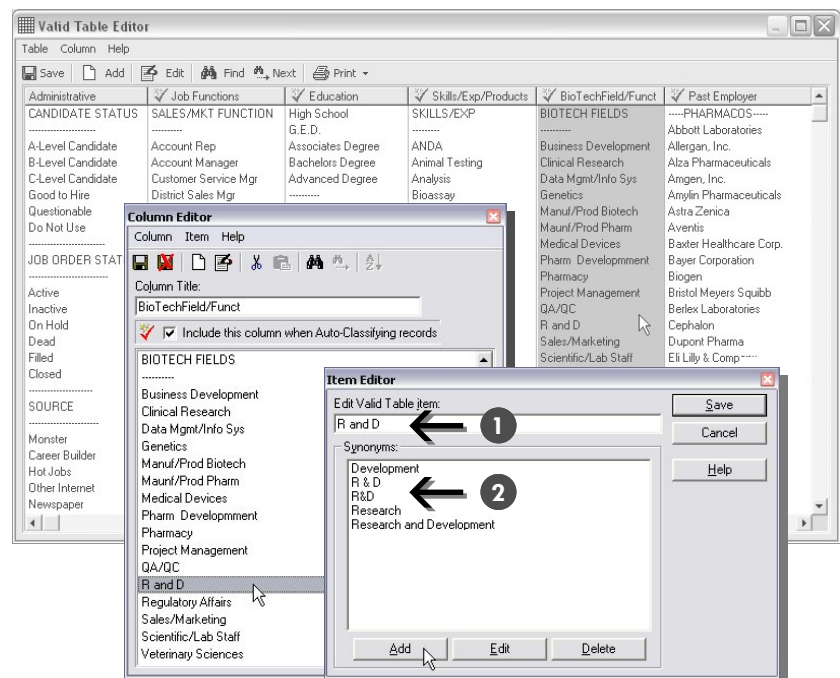 Valid Table Editor
Table Column Help
Save Add Edit Find Next Print
Administrative
CANDIDATE STATUS
----------------------
A-Level Candidate
B-Level Candidate
C-Level Candidate
Good to Hire
Questionable
Do Not Use
-------------------------
JOB ORDER STAT
--------------------------
Active
Inactive
On Hold
Dead
Filled
Closed
---------------------
SOURCE
----------------------
Monster
Career Builder
Hot Jobs
Other Internet
Newspaper
Job Functions
SALES/MKT FUNCTION
----------
Account Rep
Account Manager
Customer Service Mgr
District Sales Mgr
Education
High School
G.E.D.
Associates Degree
Bachelors Degree
Advanced Degree
----------
Skills/Exp/Products
SKILLS/EXP
---------
ANDA
Animal Testing
Analysis
Bioassay
BioTechField/Funct
BIOTECH FIELDS
----------
Business Development
Clinical Research
Data Mgmt/Info Sys
Genetics
Manuf/Prod Biotech
Maunf/Prod Pharm
Medical Devices
Pharm Developmment
Pharmacy
Project Management
QA/QC
R and D
Sales/Marketing
Scientific/Lab Staff
Past Employer
-----PHARMACOS-----
Abbott Laboratories
Allergan, Inc.
Alza Pharmaceuticals
Amgen, Inc.
Amylin Pharmaceuticals
Astra Zenica
Aventis
Baxter Healthcare Corp.
Bayer Corporation
Biogen
Bristol Meyers Squibb
Berlex Laboratories
Cephalon
Dupont Pharma
Eli Lilly & Comp
Column Editor
Column Item Help
Column Title:
BioTechField/Funct
Include this column when Auto-Classifying records
BIOTECH FIELDS
----------
Business Development
Clinical Research
Data Mgmt/Info Sys
Genetics
Manuf/Prod Biotech
Maunf/Prod Pharm
Medical Devices
Pharm Developmment
Pharmacy
Project Management
QA/QC
R and D
Regulatory Affairs
Sales/Marketing
Scientific/Lab Staff
Veterinary Sciences
Item Editor
Edit Valid Table item:
R and D
1
Synonyms:
Development
R & D
R&D
Research
Research and Development
2
Add Edit Delete
Save
Cancel
Help